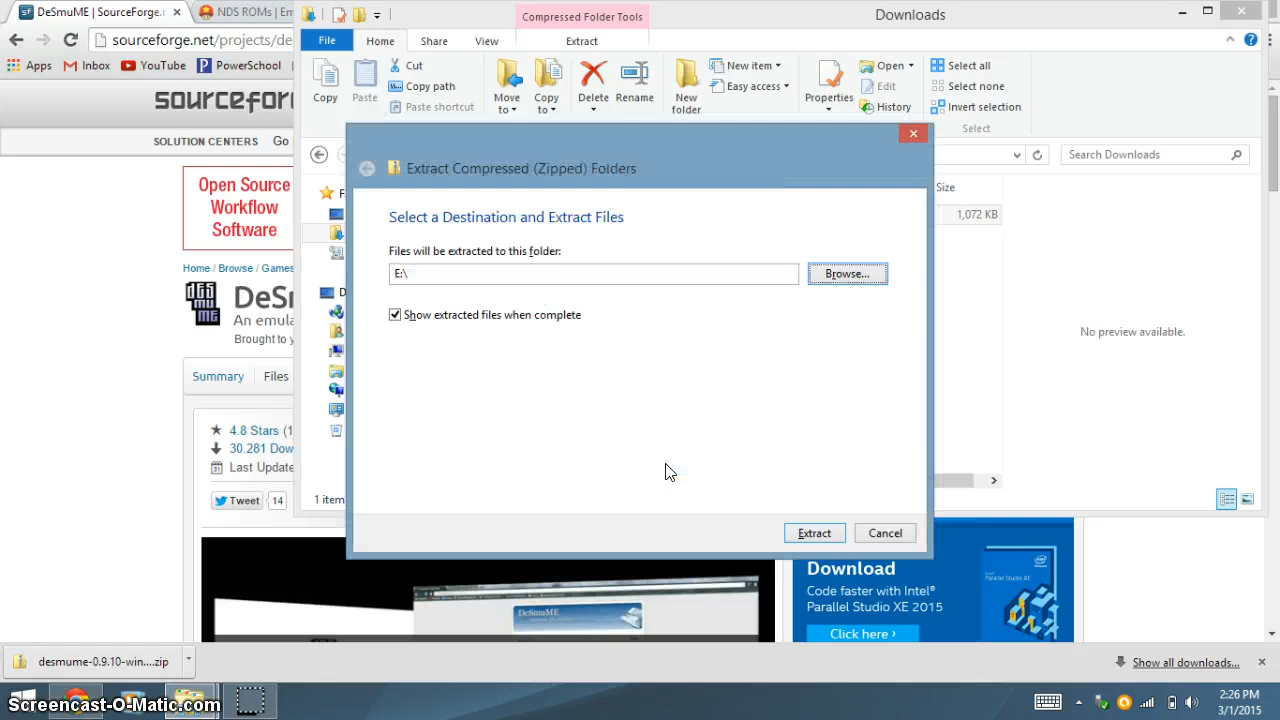 DeSmuME | SourceForge.
NDS ROMs | Em
Compressed Folder Tools
Downloads
sourceforge.net/projects/de
File
Home
Share
View
Extract
Apps
Inbox
YouTube
PowerSchool
Copy
Paste
Cut
Copy path
Paste shortcut
Move to
Copy to
Delete
Rename
New folder
New item
Easy access
Properties
Open
Edit
History
Select all
Select none
Invert selection
Select
sourceforg
SOLUTION CENTERS
Go
Search Downloads
Extract Compressed (Zipped) Folders
Open Source
Workflow
Software
Fa
Size
1,072 KB
Select a Destination and Extract Files
Files will be extracted to this folder:
E:\
Browse...
Show extracted files when complete
Home / Browse / Games
DES
MU
ME
DeSm
An emula
Brought to y
D
No preview available.
Summary
Files
4.8 Stars (1
30.281 Dow
Last Update
Tweet
14
1 item
Extract
Cancel
DeSmuME
Download
Code faster with Intel®
Parallel Studio XE 2015
Click here ›
desmume-0.9.10-win....zip
Show all downloads...
Screencast-O-Matic.com
2:26 PM
3/1/2015